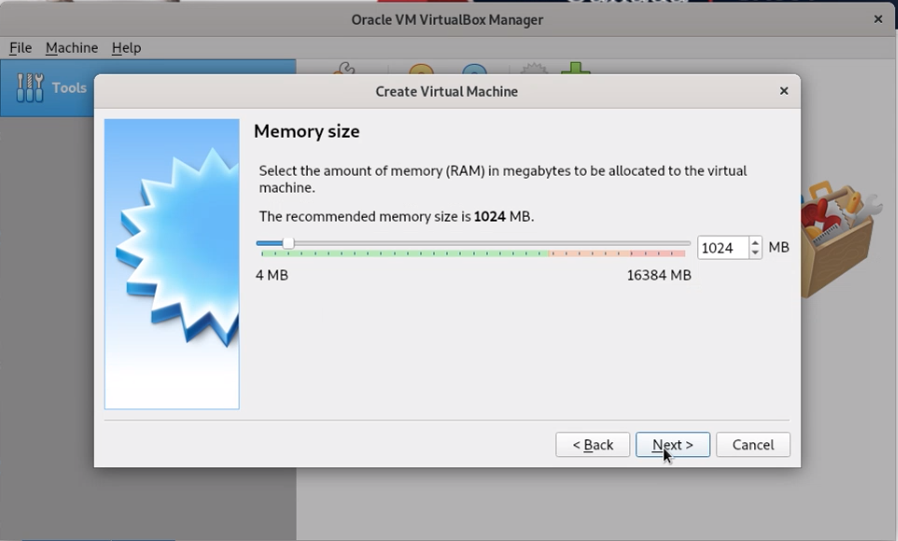 Oracle VM VirtualBox Manager
File Machine Help
Tools
Create Virtual Machine
Memory size
Select the amount of memory (RAM) in megabytes to be allocated to the virtual
machine.
The recommended memory size is 1024 MB.
1024 MB
4 MB 16384 MB
< Back Next > Cancel